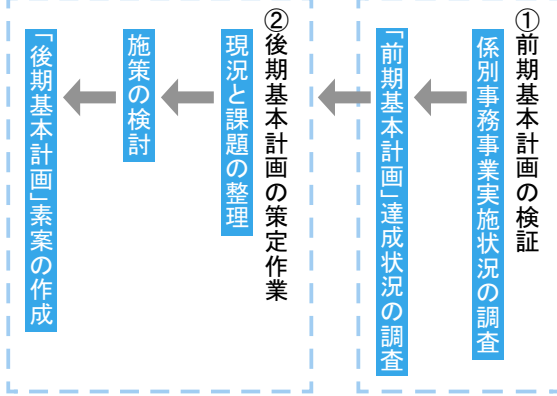 ①前期基本計画の検証
係別事務事業実施状況の調査
「前期基本計画」達成状況の調査
②後期基本計画の策定作業
現況と課題の整理
施策の検討
「後期基本計画」素案の作成